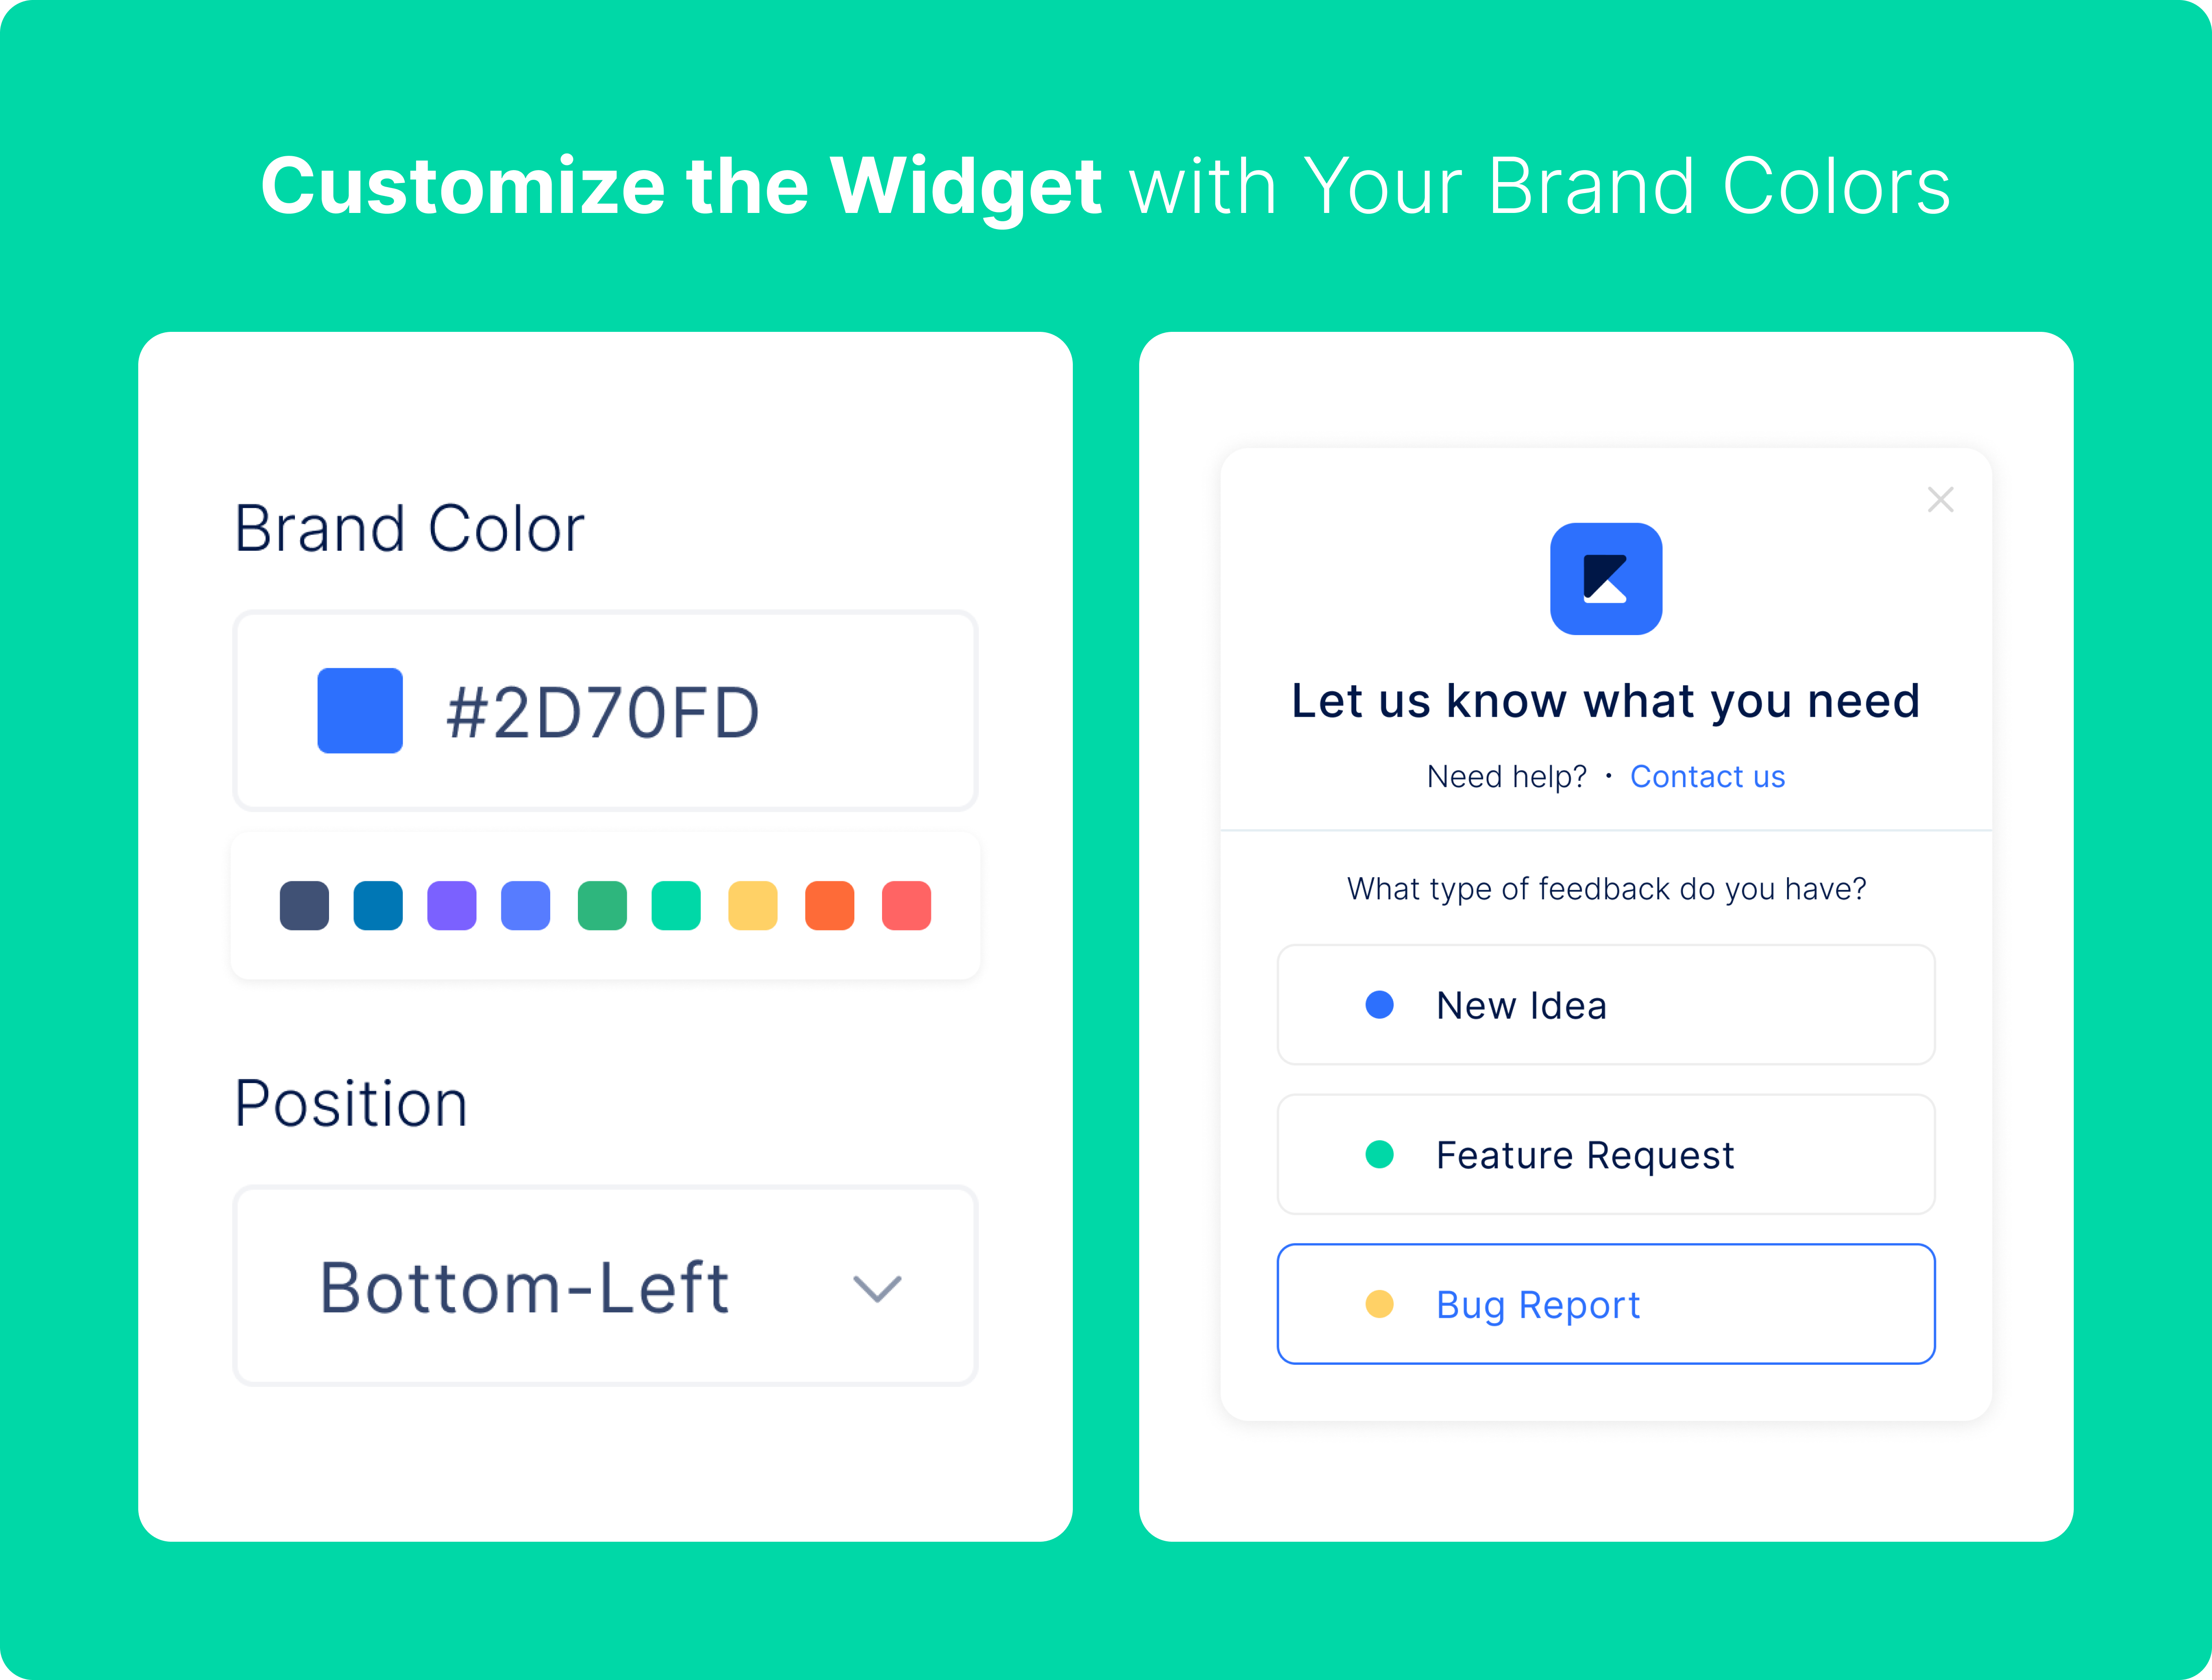 Customize the Widget with Your Brand Colors
Brand Color
#2D70FD
Position
Bottom-Left
Let us know what you need
Need help? • Contact us
What type of feedback do you have?
New Idea
Feature Request
Bug Report